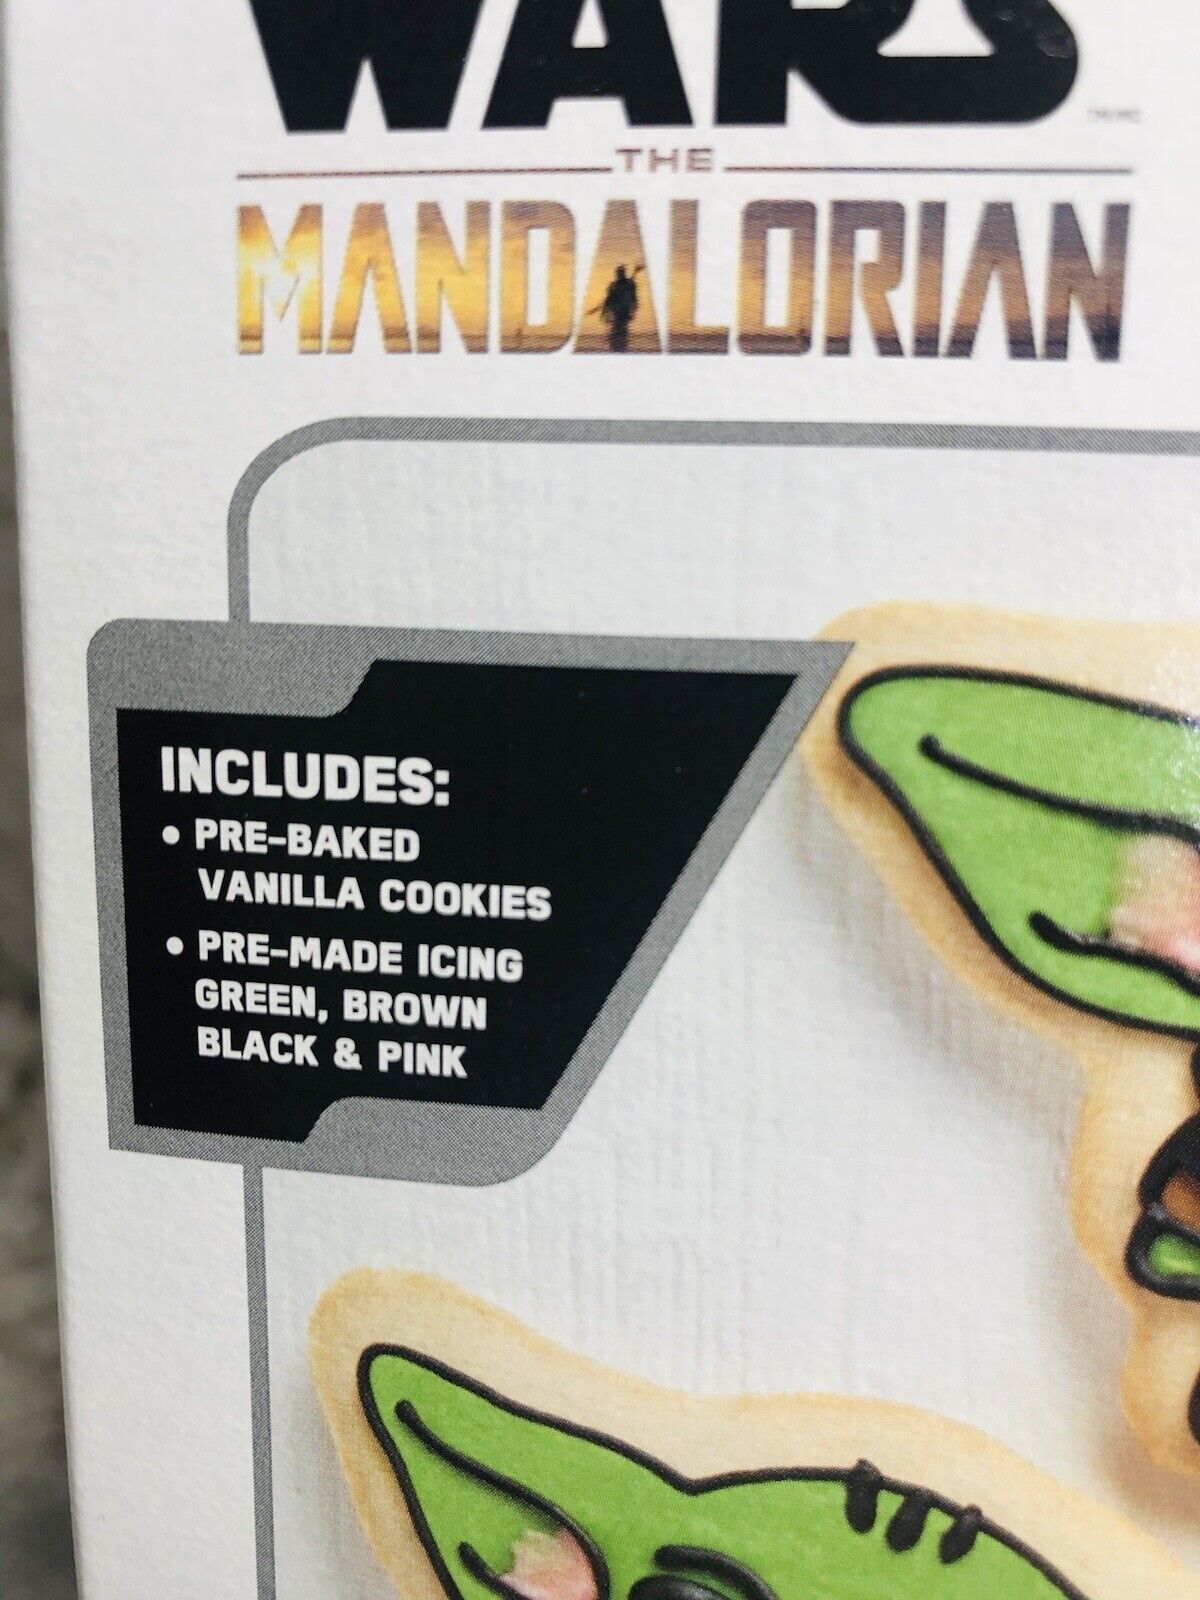 WARS
THE
MANDALORIAN
INCLUDES:
• PRE-BAKED
VANILLA COOKIES
• PRE-MADE ICING
GREEN, BROWN
BLACK & PINK